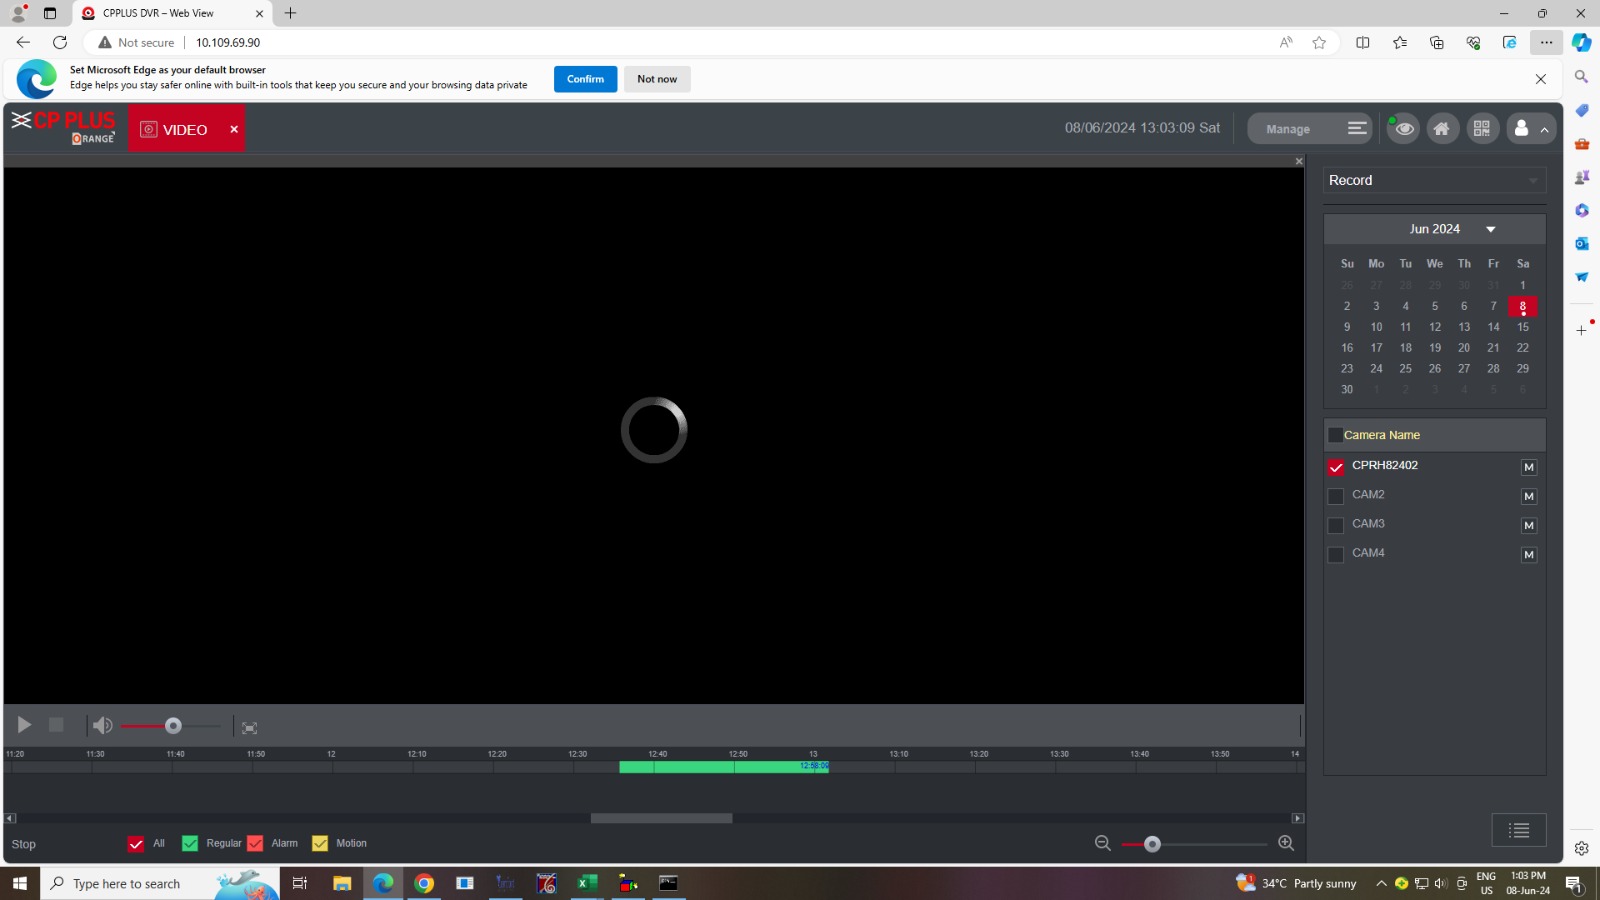 CPPLUS DVR – Web View
Not secure
10.109.69.90
Set Microsoft Edge as your default browser
Edge helps you stay safer online with built-in tools that keep you secure and your browsing data private
Confirm
Not now
CP PLUS
ORANGE
VIDEO
08/06/2024 13:03:09 Sat
Manage
Record
Jun 2024
Su Mo Tu We Th Fr Sa
26 27 28 29 30 31 1
2 3 4 5 6 7 8
9 10 11 12 13 14 15
16 17 18 19 20 21 22
23 24 25 26 27 28 29
30 1 2 3 4 5 6
Camera Name
CPRH82402 M
CAM2 M
CAM3 M
CAM4 M
11:20 11:30 11:40 11:50 12 12:10 12:20 12:30 12:40 12:50 13 13:10 13:20 13:30 13:40 13:50 14
12:58:09
Stop
All
Regular
Alarm
Motion
Type here to search
34°C Partly sunny
ENG
US
1:03 PM
08-Jun-24